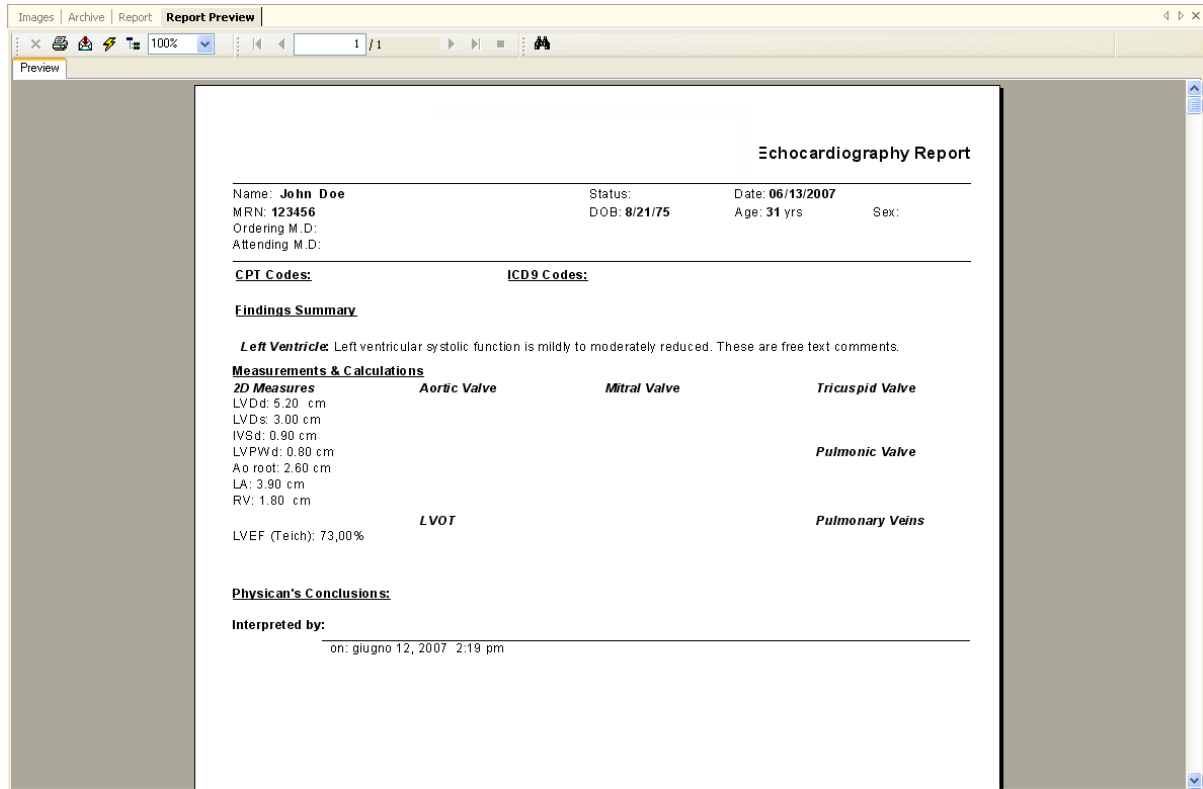 Images Archive Report Report Preview
100% 1 /1
Preview
Echocardiography Report
Name: John Doe Status: Date: 06/13/2007
MRN: 123456 DOB: 8/21/75 Age: 31 yrs Sex:
Ordering M.D:
Attending M.D:
CPT Codes: ICD9 Codes:
Findings Summary
Left Ventricle: Left ventricular systolic function is mildly to moderately reduced. These are free text comments.
Measurements & Calculations
2D Measures Aortic Valve Mitral Valve Tricuspid Valve
LVDd: 5.20 cm
LVDs: 3.00 cm
IVSd: 0.90 cm
LVPWd: 0.80 cm Pulmonic Valve
Ao root: 2.60 cm
LA: 3.90 cm
RV: 1.80 cm
LVOT Pulmonary Veins
LVEF (Teich): 73,00%
Physican's Conclusions:
Interpreted by:
on: giugno 12, 2007 2:19 pm